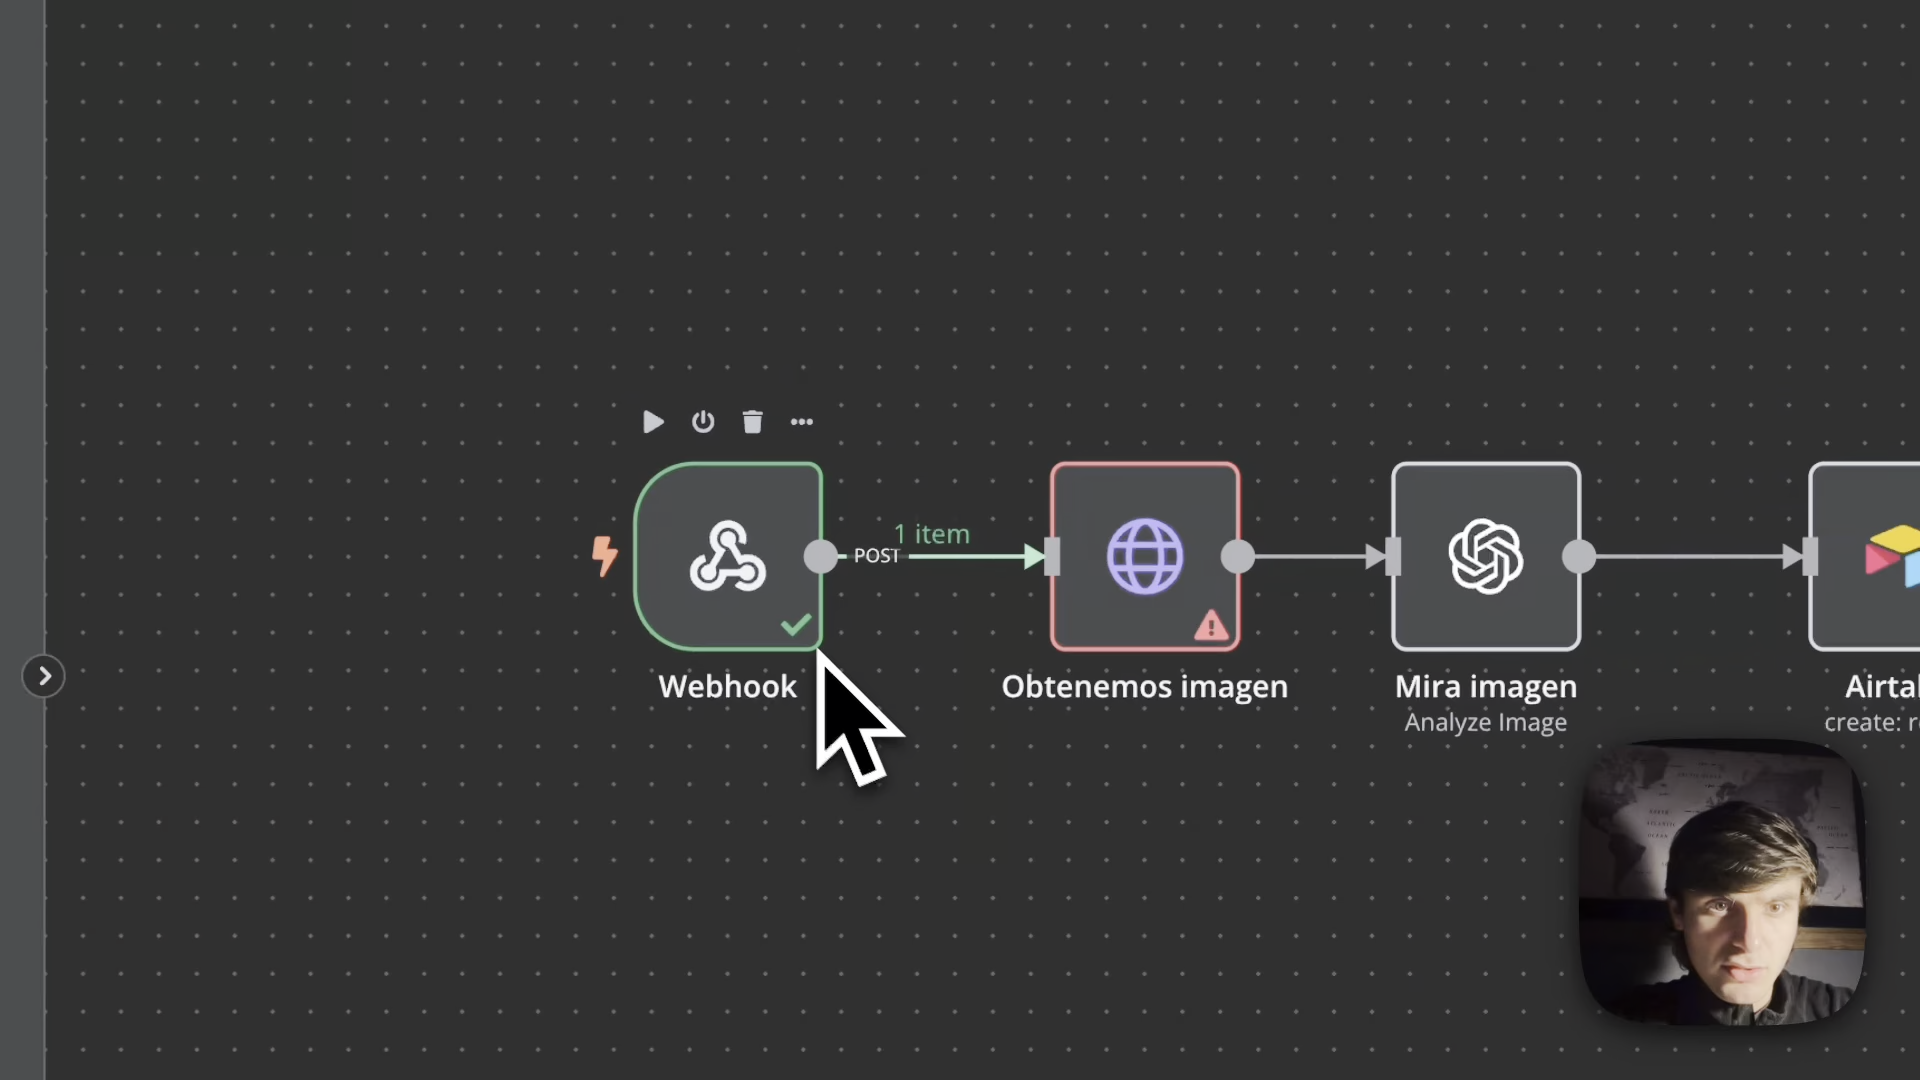 1 item
POST
Webhook
Obtenemos imagen
Mira imagen
Analyze Image
Airta
create: r